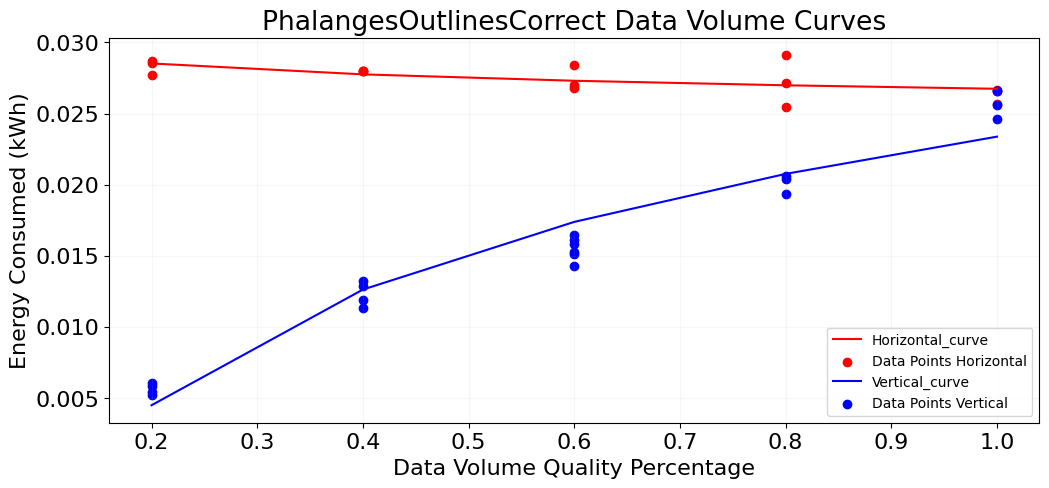 PhalangesOutlinesCorrect Data Volume Curves
0.030
0.025
0.020
0.015
0.010
0.005
Energy Consumed (kWh)
Horizontal_curve
Data Points Horizontal
Vertical_curve
Data Points Vertical
0.2 0.3 0.4 0.5 0.6 0.7 0.8 0.9 1.0
Data Volume Quality Percentage